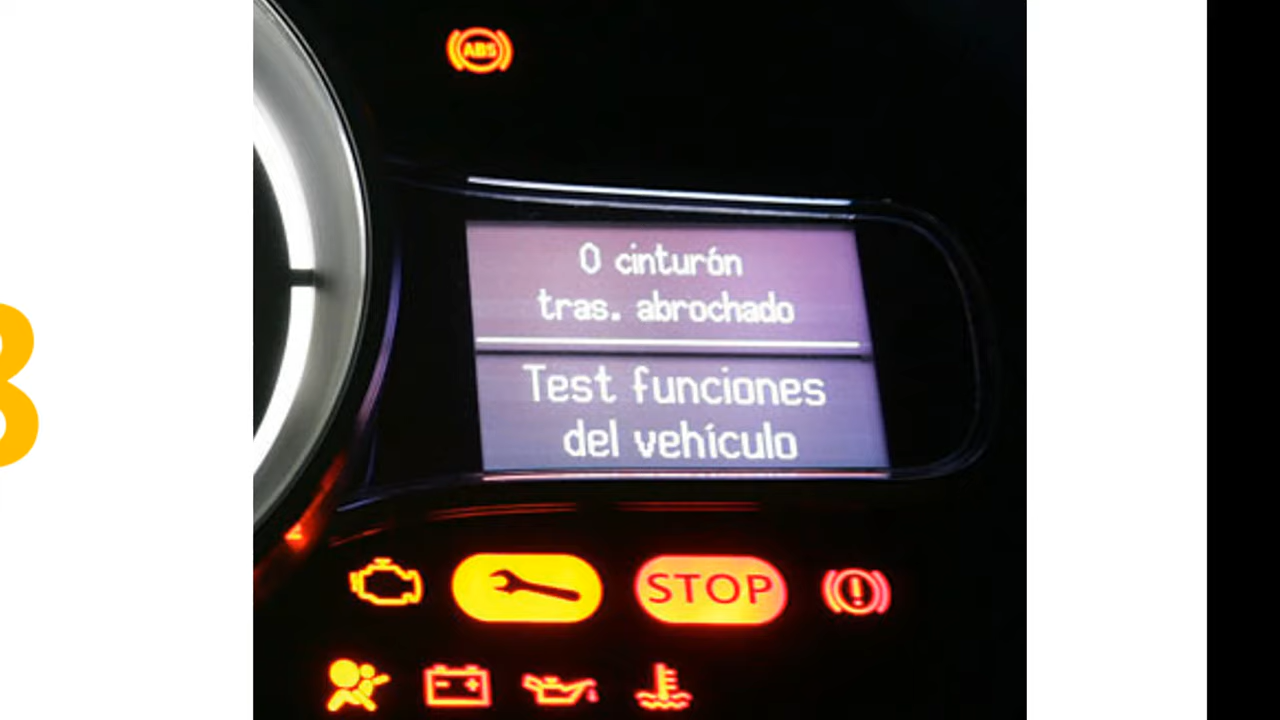 ABS
0 cinturón
tras. abrochado
Test funciones
del vehículo
STOP